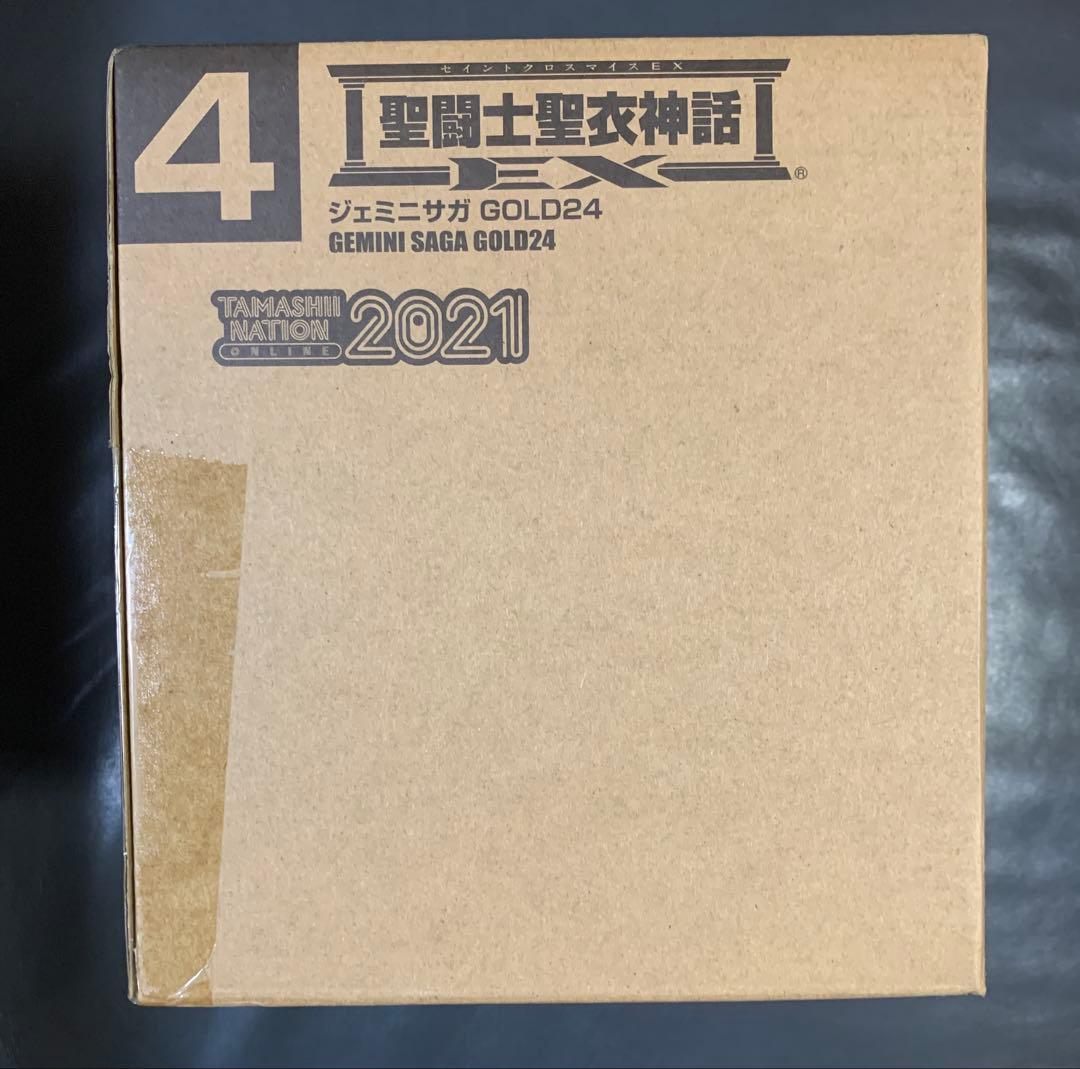 4
セイントクロスマイスEX
聖闘士聖衣神話
EX®
ジェミニサガ GOLD24
GEMINI SAGA GOLD24
TAMASHII
NATION
ONLINE
2021